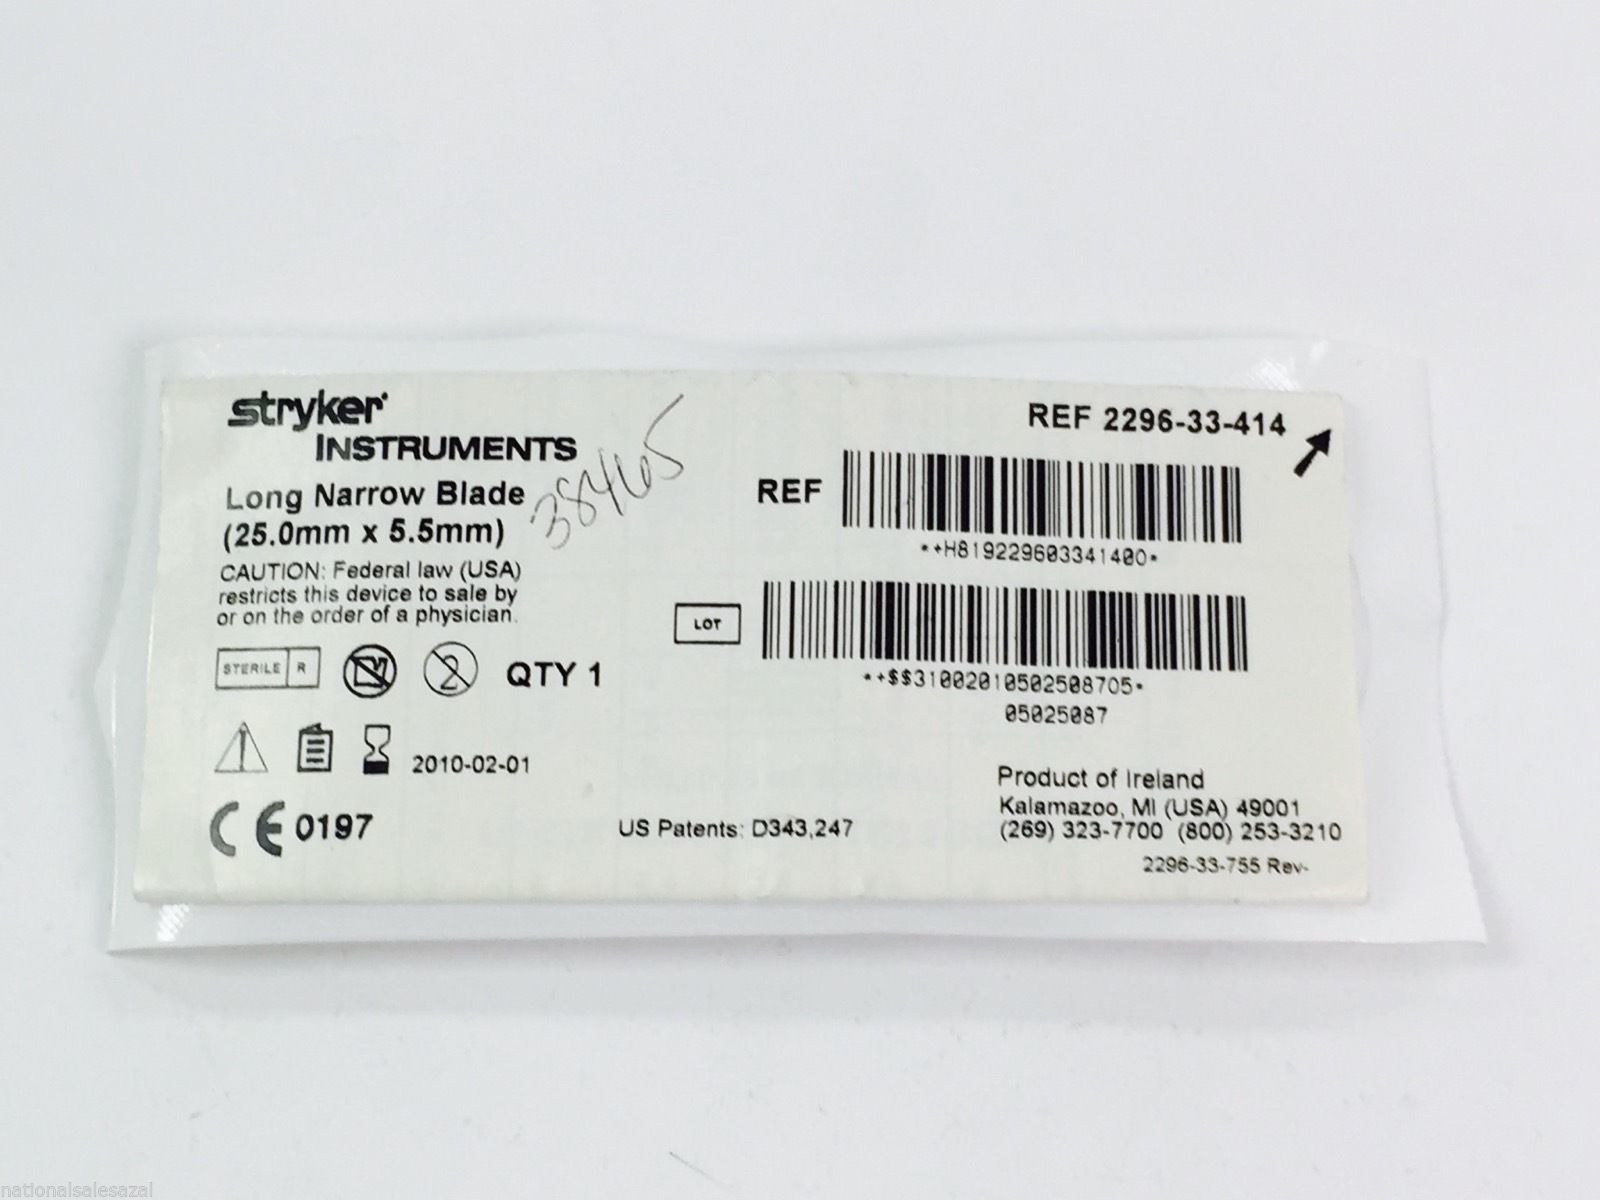 stryker®
INSTRUMENTS
Long Narrow Blade
(25.0mm x 5.5mm)
38465
CAUTION: Federal law (USA)
restricts this device to sale by
or on the order of a physician.
STERILE R
2
QTY 1
2010-02-01
CE 0197
US Patents: D343,247
REF 2296-33-414
REF
*+H819229603341400*
LOT
*+$$31002010502508705*
05025087
Product of Ireland
Kalamazoo, MI (USA) 49001
(269) 323-7700 (800) 253-3210
2296-33-755 Rev-
nationalsalesazal